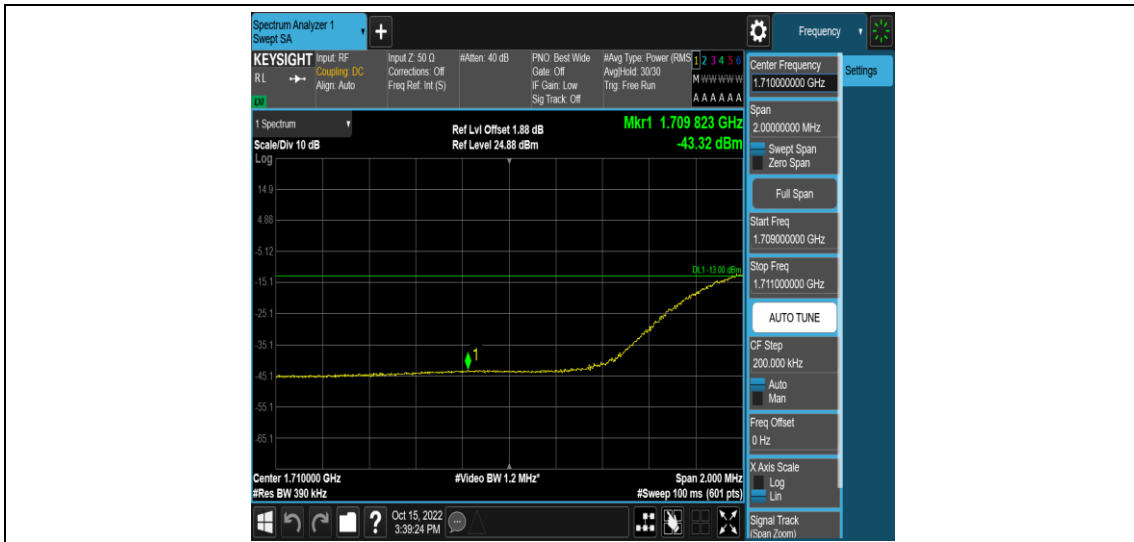 Spectrum Analyzer 1
Swept SA
+
Frequency
KEYSIGHT
RL
LXI
Input: RF
Coupling: DC
Align: Auto
Input Z: 50 Ω
Corrections: Off
Freq Ref: Int (S)
#Atten: 40 dB
PNO: Best Wide
Gate: Off
IF Gain: Low
Sig Track: Off
#Avg Type: Power (RMS
Avg|Hold: 30/30
Trig: Free Run
1 2 3 4 5 6
M W W W W W
A A A A A A
1 Spectrum
Scale/Div 10 dB
Ref Lvl Offset 1.88 dB
Ref Level 24.88 dBm
Mkr1 1.709 823 GHz
-43.32 dBm
Log
14.9
4.88
-5.12
DL1 -13.00 dBm
-15.1
-25.1
-35.1
1
-45.1
-55.1
-65.1
Center 1.710000 GHz
#Res BW 390 kHz
#Video BW 1.2 MHz*
Span 2.000 MHz
#Sweep 100 ms (601 pts)
?
Oct 15, 2022
3:39:24 PM
Center Frequency
1.710000000 GHz
Settings
Span
2.00000000 MHz
Swept Span
Zero Span
Full Span
Start Freq
1.709000000 GHz
Stop Freq
1.711000000 GHz
AUTO TUNE
CF Step
200.000 kHz
Auto
Man
Freq Offset
0 Hz
X Axis Scale
Log
Lin
Signal Track
(Span Zoom)